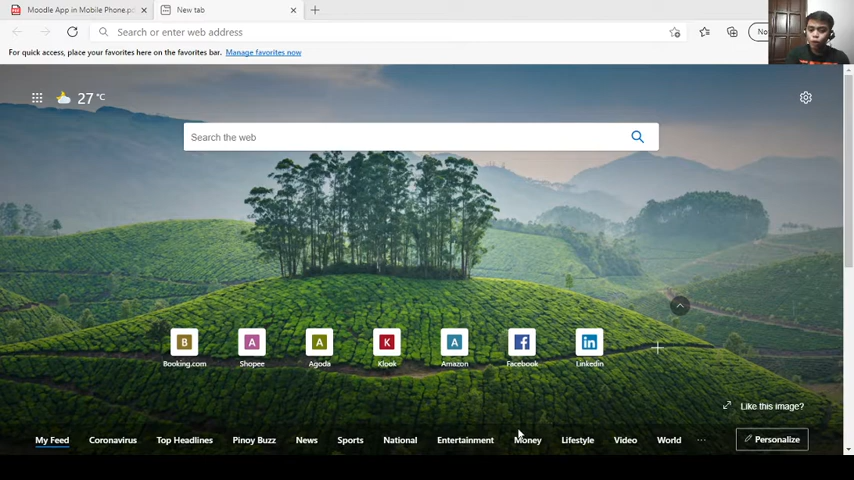 Moodle App in Mobile Phone.pd
New tab
Search or enter web address
For quick access, place your favorites here on the favorites bar. Manage favorites now
27 °C
Search the web
B A A K A
Booking.com Shopee Agoda Klook Amazon Facebook LinkedIn
Like this image?
My Feed Coronavirus Top Headlines Pinoy Buzz News Sports National Entertainment Money Lifestyle Video World ... Personalize